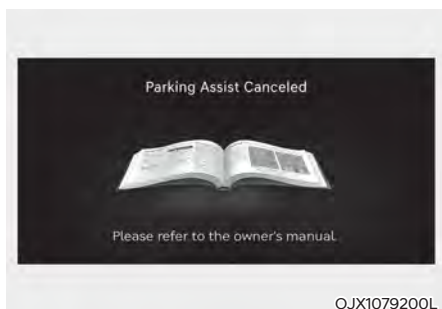 Parking Assist Canceled
Please refer to the owner's manual.
OJX1079200L